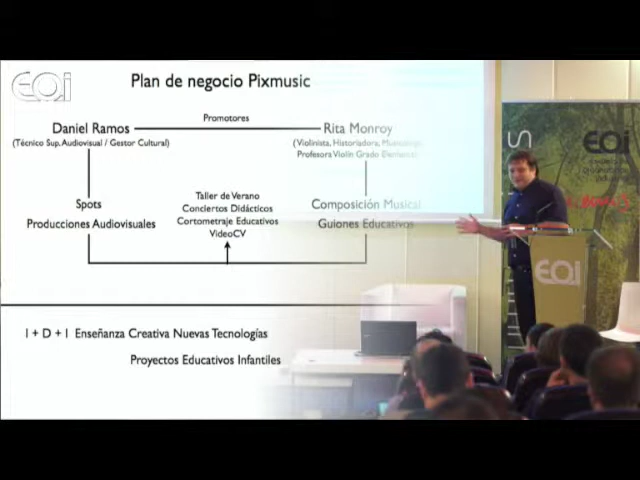 EOi
Plan de negocio Pixmusic
Promotores
Daniel Ramos
Rita Monroy
(Técnico Sup. Audiovisual / Gestor Cultural)
(Violinista, Historiadora,
Profesora Violín Grado Elemental)
Spots
Producciones Audiovisuales
Taller de Verano
Conciertos Didácticos
Cortometraje Educativos
VideoCV
Composición Musical
Guiones Educativos
I + D + I Enseñanza Creativa Nuevas Tecnologías
Proyectos Educativos Infantiles
EOi
EOi